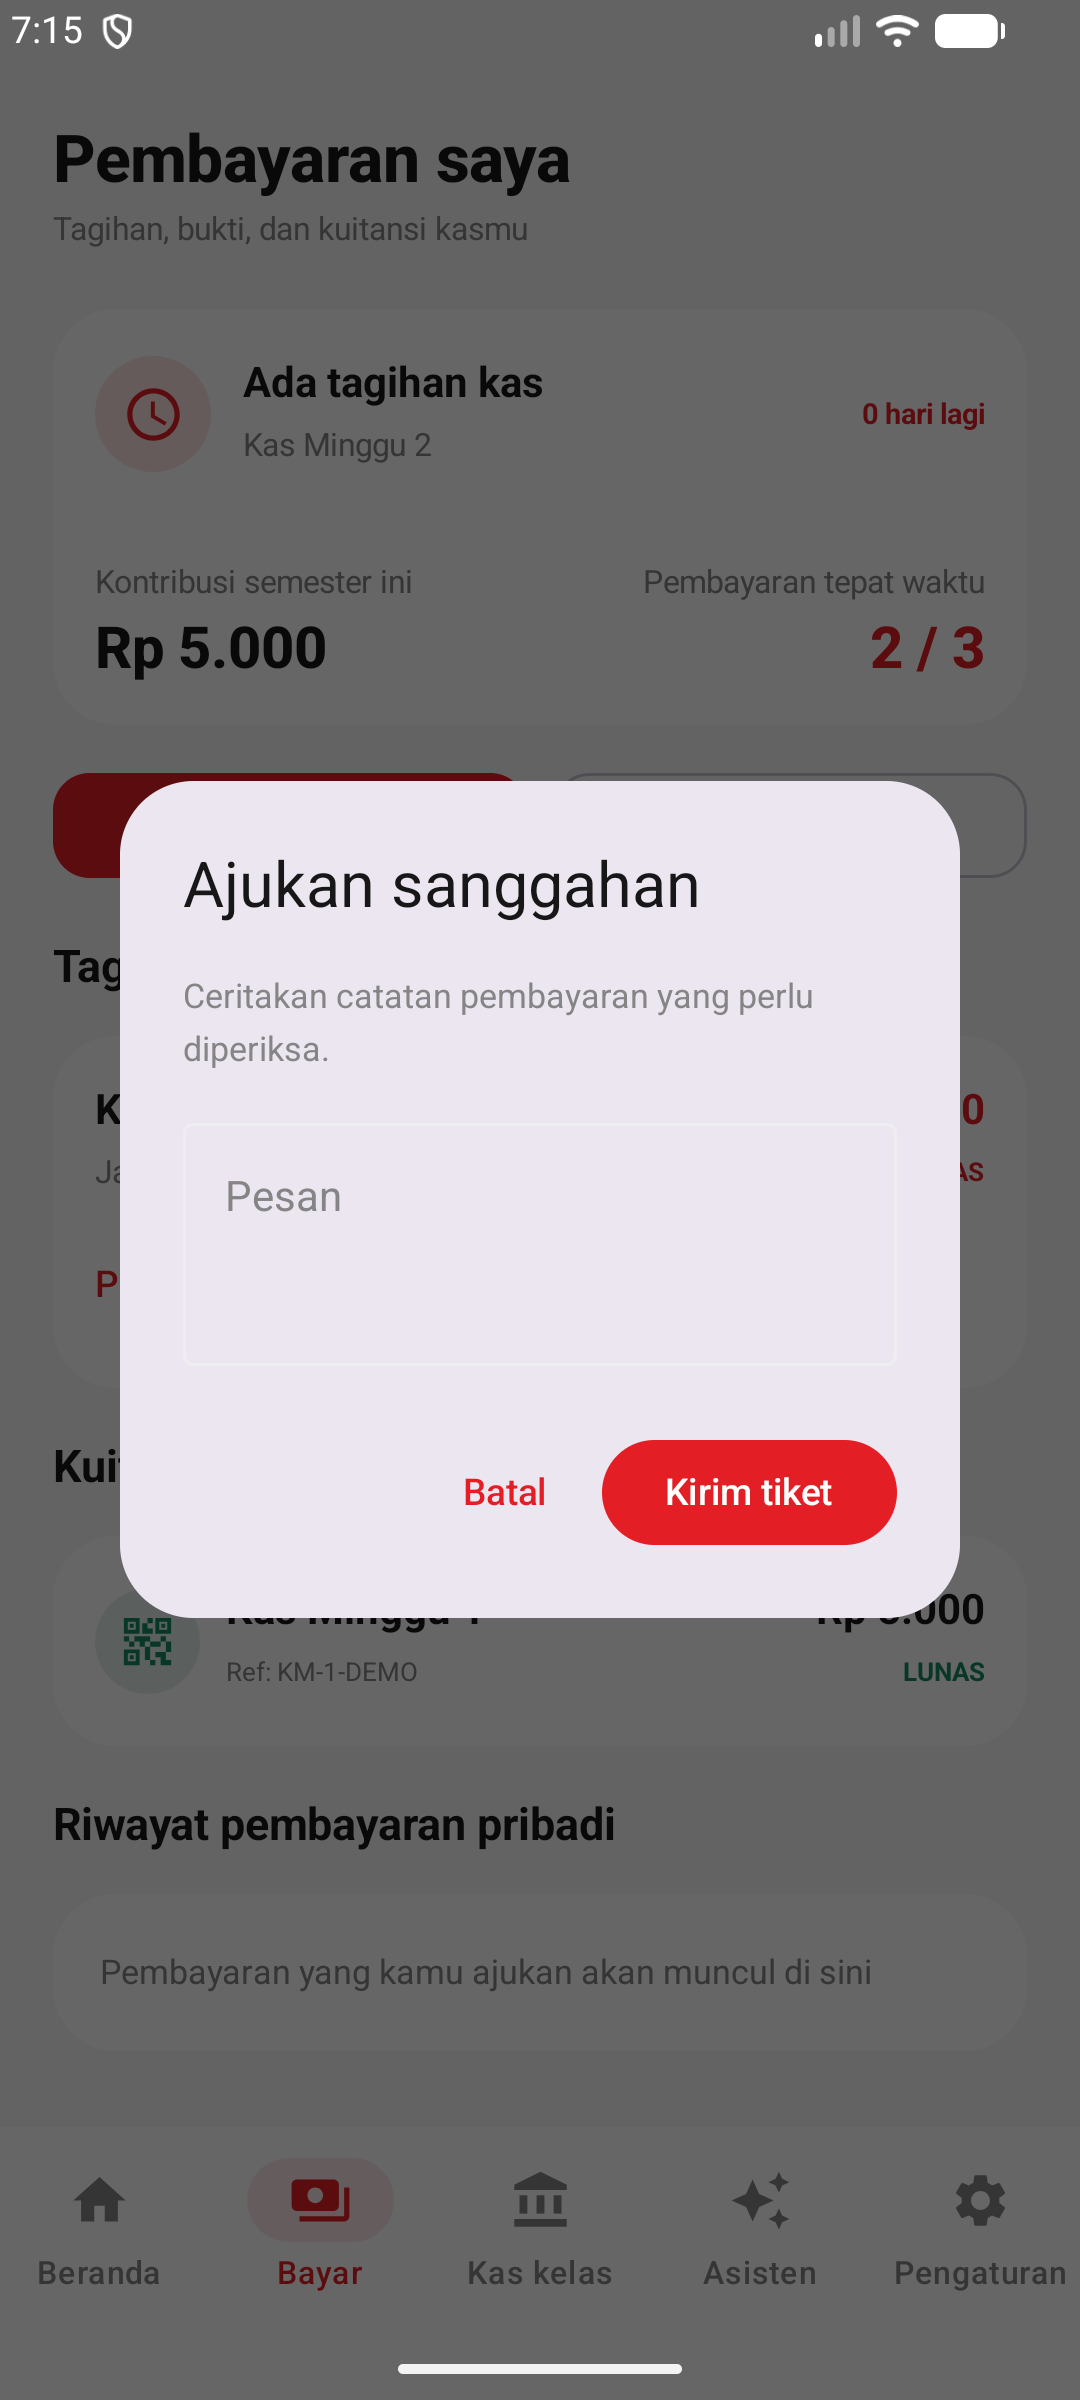 7:15
Pembayaran saya
Tagihan, bukti, dan kuitansi kasmu
Ada tagihan kas
0 hari lagi
Kas Minggu 2
Kontribusi semester ini
Pembayaran tepat waktu
Rp 5.000
2 / 3
Ajukan sanggahan
Ceritakan catatan pembayaran yang perlu
diperiksa.
Pesan
Batal
Kirim tiket
Ref: KM-1-DEMO
LUNAS
Riwayat pembayaran pribadi
Pembayaran yang kamu ajukan akan muncul di sini
Beranda
Bayar
Kas kelas
Asisten
Pengaturan